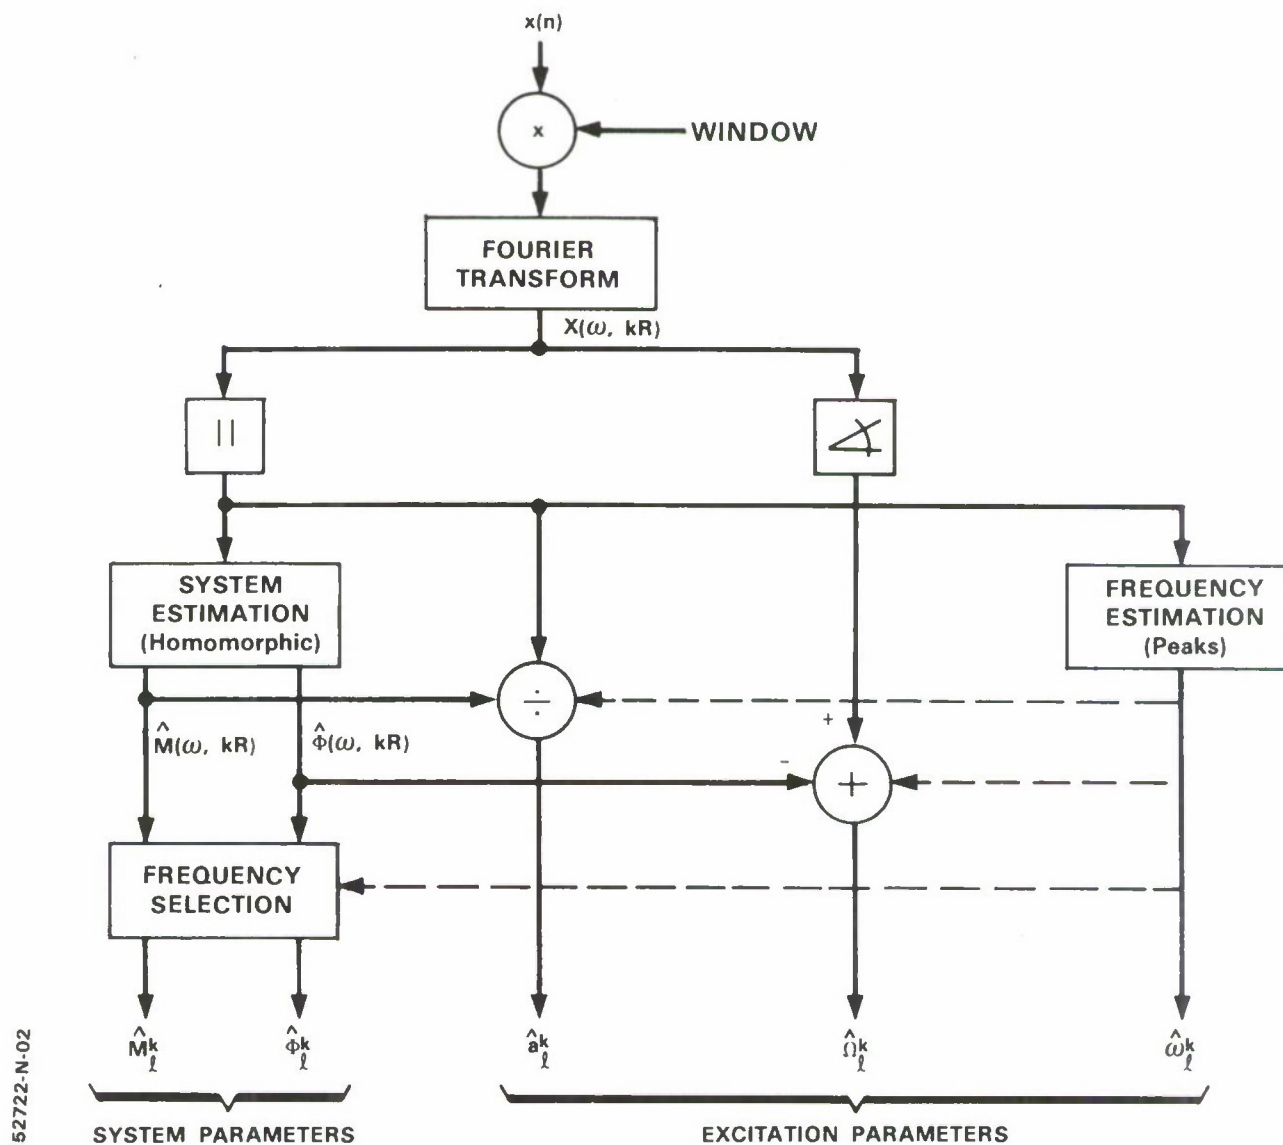 x(n)
x
WINDOW
FOURIER
TRANSFORM
X(ω, kR)
||
SYSTEM
ESTIMATION
(Homomorphic)
FREQUENCY
ESTIMATION
(Peaks)
÷
+
M̂(ω, kR)
Φ̂(ω, kR)
-
+
FREQUENCY
SELECTION
M̂ₗᵏ
Φ̂ₗᵏ
âₗᵏ
Ω̂ₗᵏ
ω̂ₗᵏ
SYSTEM PARAMETERS
EXCITATION PARAMETERS
52722-N-02